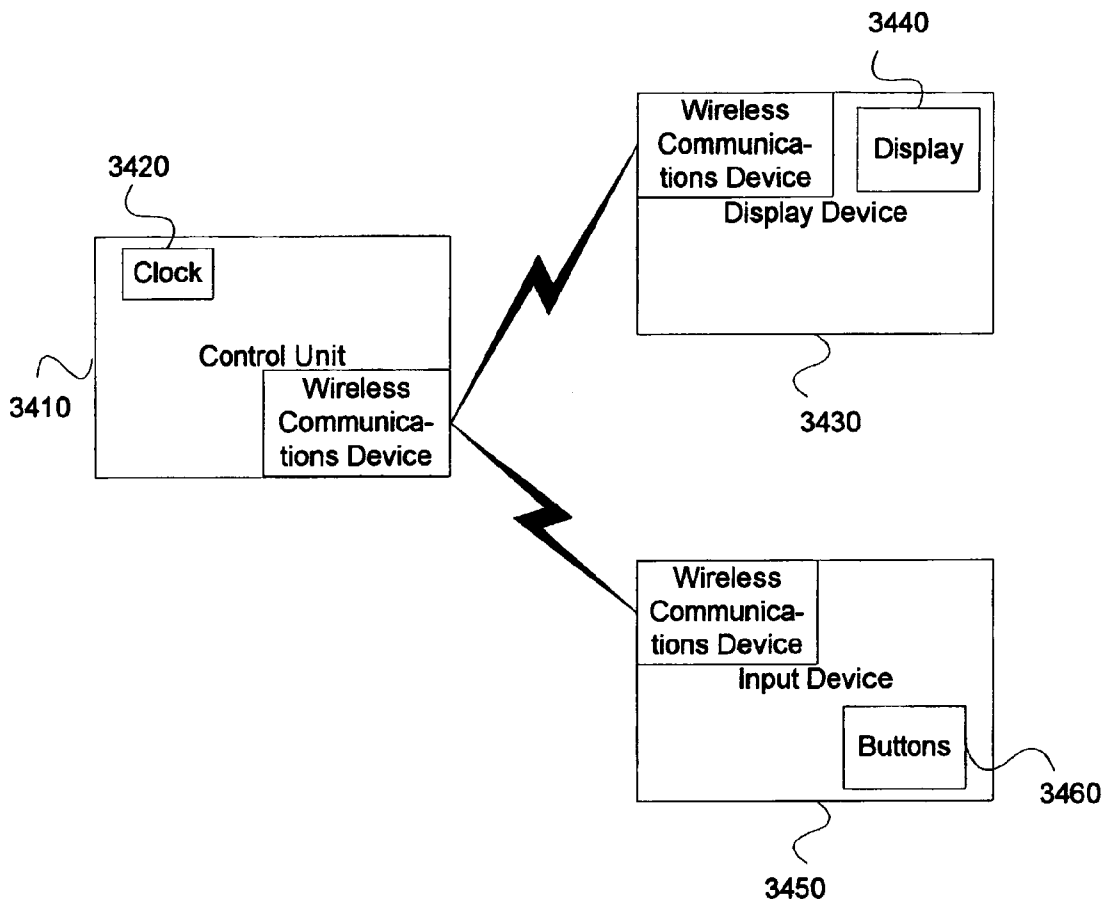 3440
Wireless
Communica-
tions Device
Display
Display Device
3430
3420
Clock
Control Unit
3410
Wireless
Communica-
tions Device
Wireless
Communica-
tions Device
Input Device
Buttons
3460
3450